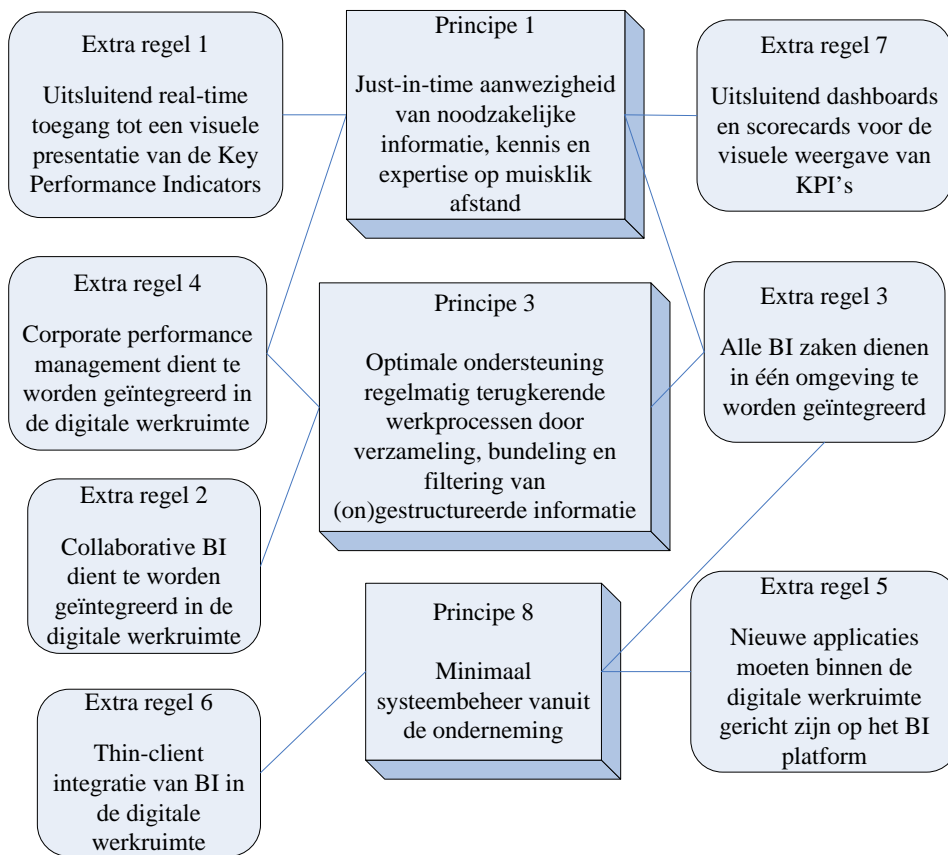 Extra regel 1
Uitsluitend real-time
toegang tot een visuele
presentatie van de Key
Performance Indicators
Principe 1
Just-in-time aanwezigheid
van noodzakelijke
informatie, kennis en
expertise op muisklik
afstand
Extra regel 7
Uitsluitend dashboards
en scorecards voor de
visuele weergave van
KPI's
Extra regel 4
Corporate performance
management dient te
worden geïntegreerd in
de digitale werkruimte
Principe 3
Optimale ondersteuning
regelmatig terugkerende
werkprocessen door
verzameling, bundeling en
filtering van
(on)gestructureerde informatie
Extra regel 3
Alle BI zaken dienen
in één omgeving te
worden geïntegreerd
Extra regel 2
Collaborative BI
dient te worden
geïntegreerd in de
digitale werkruimte
Principe 8
Minimaal
systeembeheer vanuit
de onderneming
Extra regel 5
Nieuwe applicaties
moeten binnen de
digitale werkruimte
gericht zijn op het BI
platform
Extra regel 6
Thin-client
integratie van BI in
de digitale
werkruimte